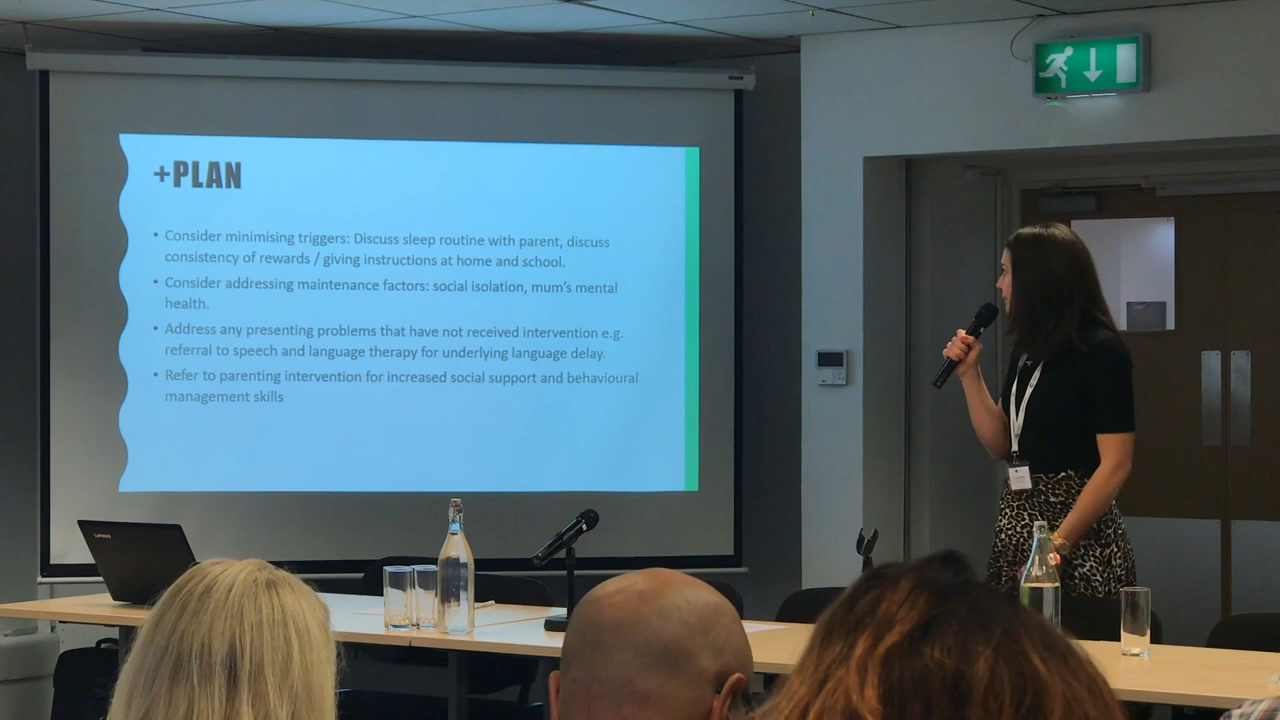 +PLAN
• Consider minimising triggers: Discuss sleep routine with parent, discuss
consistency of rewards / giving instructions at home and school.
• Consider addressing maintenance factors: social isolation, mum's mental
health.
• Address any presenting problems that have not received intervention e.g.
referral to speech and language therapy for underlying language delay.
• Refer to parenting intervention for increased social support and behavioural
management skills
Lenovo